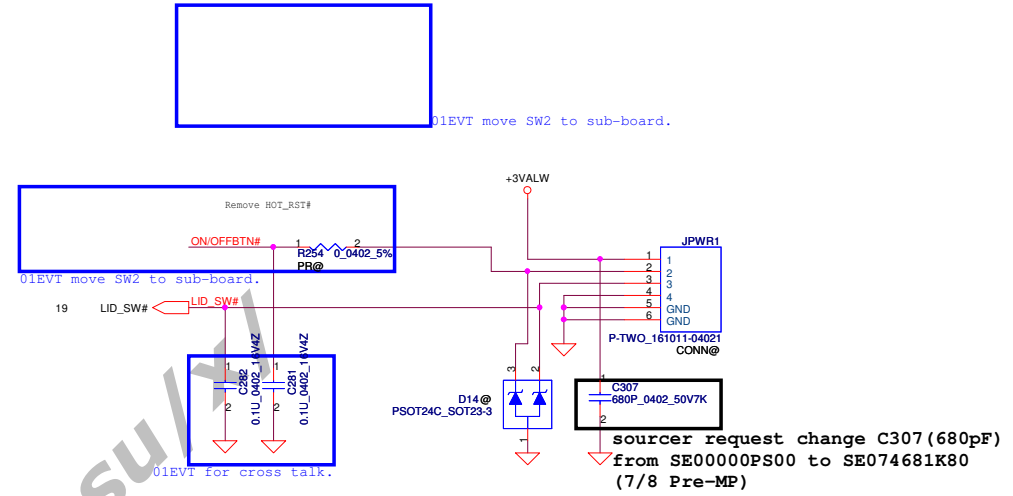 01EVT move SW2 to sub-board.
+3VALW
Remove HOT_RST#
ON/OFFBTN#
1
2
R254
0_0402_5%
PR@
01EVT move SW2 to sub-board.
JPWR1
1
2
3
4
5
6
1
2
3
4
GND
GND
P-TWO_161011-04021
CONN@
19
LID_SW#
LID_SW#
1
2
C282
0.1U_0402_16V4Z
1
2
C281
0.1U_0402_16V4Z
01EVT for cross talk.
3
2
1
D14@
PSOT24C_SOT23-3
1
2
C307
680P_0402_50V7K
sourcer request change C307(680pF)
from SE00000PS00 to SE074681K80
(7/8 Pre-MP)
su/x/